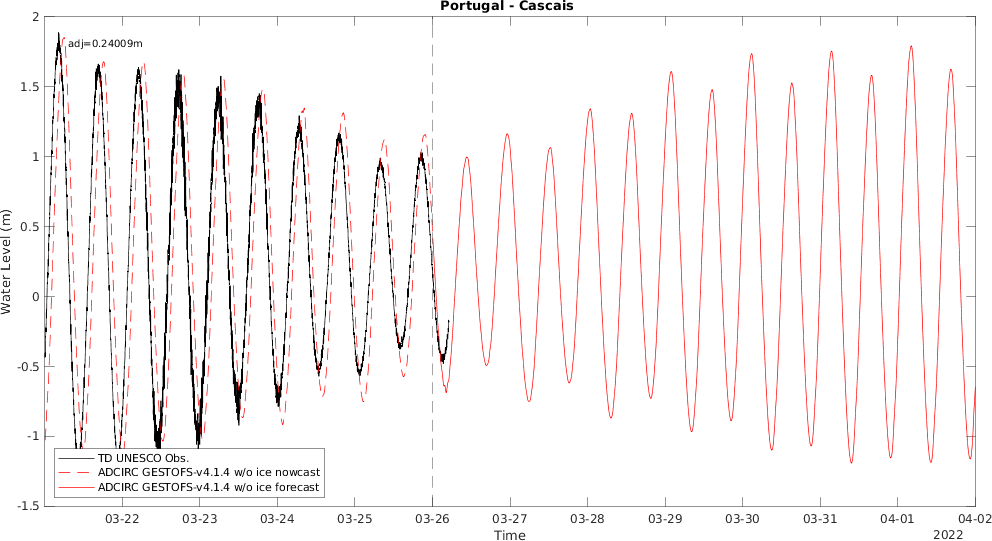 Portugal - Cascais
adj=0.24009m
2
1.5
1
0.5
0
-0.5
-1
-1.5
Water Level (m)
TD UNESCO Obs.
ADCIRC GESTOFS-v4.1.4 w/o ice nowcast
ADCIRC GESTOFS-v4.1.4 w/o ice forecast
03-22 03-23 03-24 03-25 03-26 03-27 03-28 03-29 03-30 03-31 04-01 04-02
Time
2022